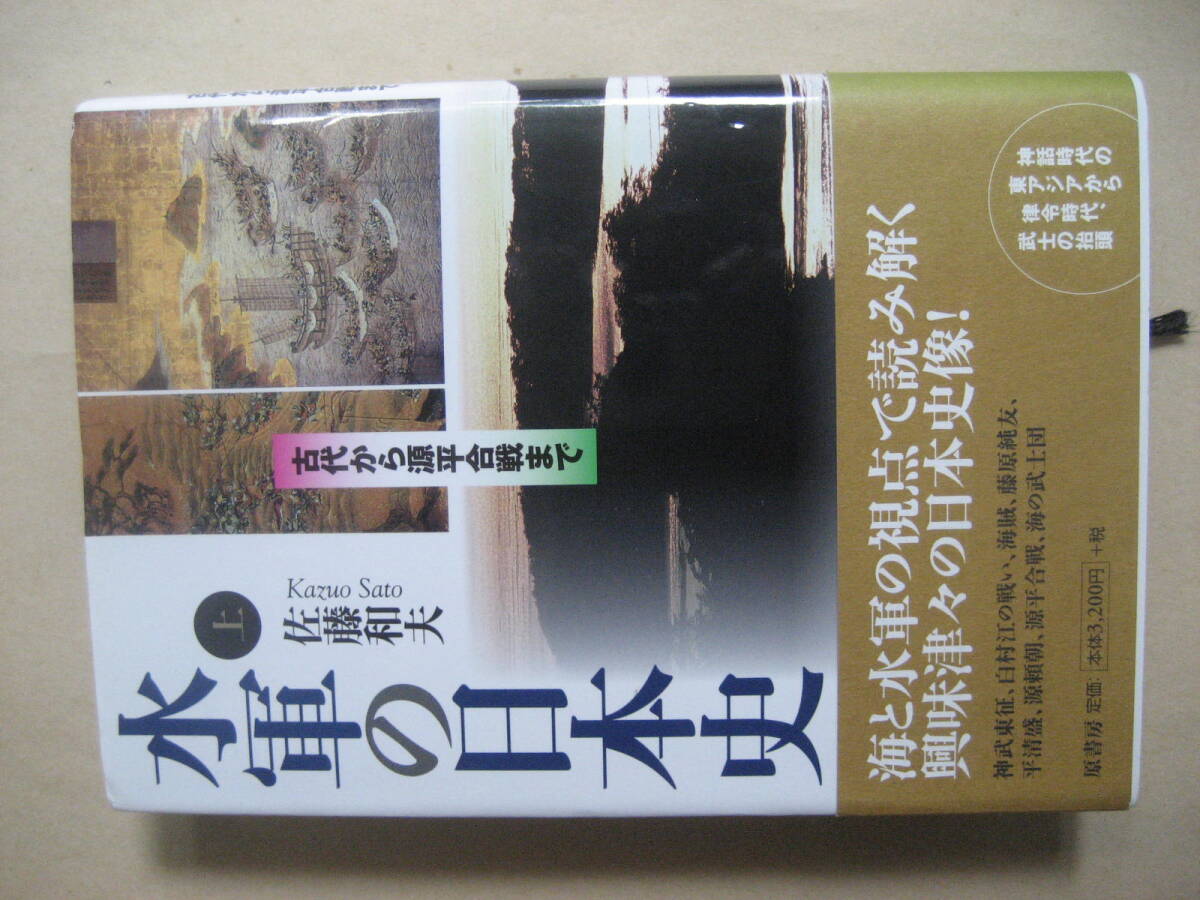 水軍の日本史
上
佐藤和夫
Kazuo Sato
古代から源平合戦まで
海と水軍の視点で読み解く
興味津々の日本史像!
神武東征、白村江の戦い、海賊、藤原純友、
平清盛、源頼朝、源平合戦、海の武士団
原書房 定価:本体3,200円+税
神話時代の
東アジアから
律令時代、
武士の抬頭